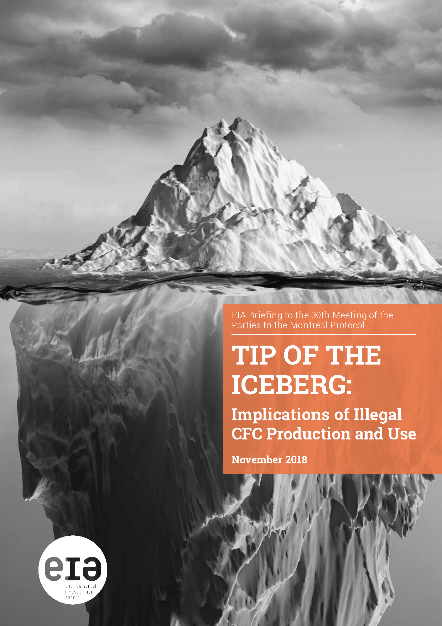 EIA Briefing to the 30th Meeting of the
Parties to the Montreal Protocol
TIP OF THE
ICEBERG:
Implications of Illegal
CFC Production and Use
November 2018
eia